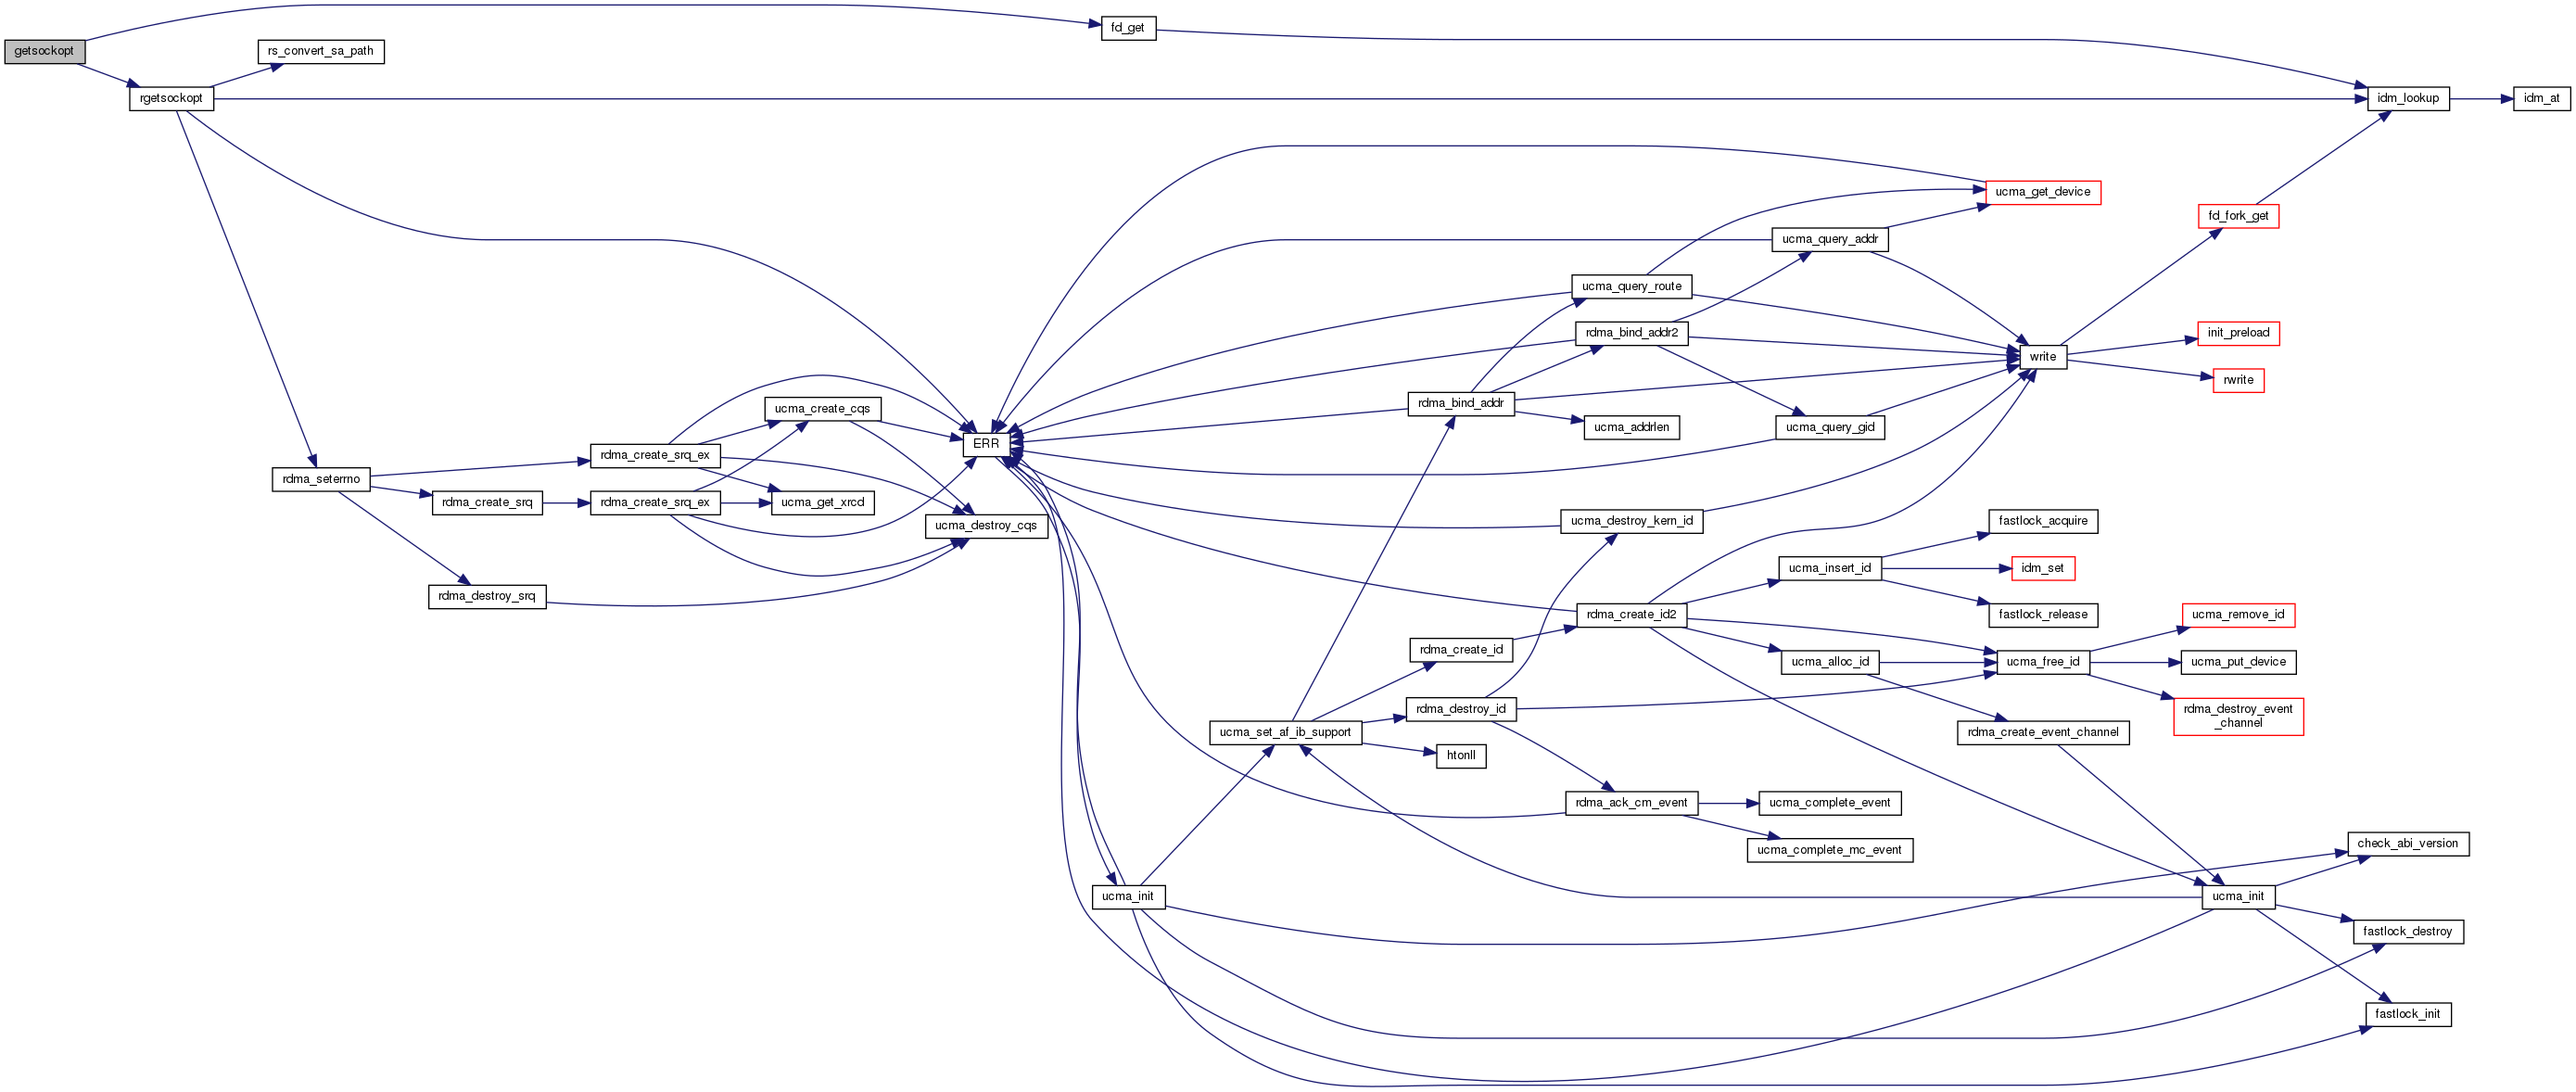 getsockopt
fd_get
rs_convert_sa_path
rgetsockopt
idm_lookup
idm_at
ucma_get_device
fd_fork_get
ucma_query_addr
ucma_query_route
rdma_bind_addr2
init_preload
write
rwrite
rdma_bind_addr
ucma_create_cqs
ucma_addrlen
ucma_query_gid
ERR
rdma_create_srq_ex
rdma_seterrno
rdma_create_srq
rdma_create_srq_ex
ucma_get_xrcd
ucma_destroy_cqs
ucma_destroy_kern_id
fastlock_acquire
ucma_insert_id
idm_set
rdma_destroy_srq
rdma_create_id2
fastlock_release
ucma_remove_id
rdma_create_id
ucma_alloc_id
ucma_free_id
ucma_put_device
rdma_destroy_id
rdma_destroy_event
_channel
ucma_set_af_ib_support
rdma_create_event_channel
htonll
rdma_ack_cm_event
ucma_complete_event
ucma_complete_mc_event
check_abi_version
ucma_init
ucma_init
fastlock_destroy
fastlock_init